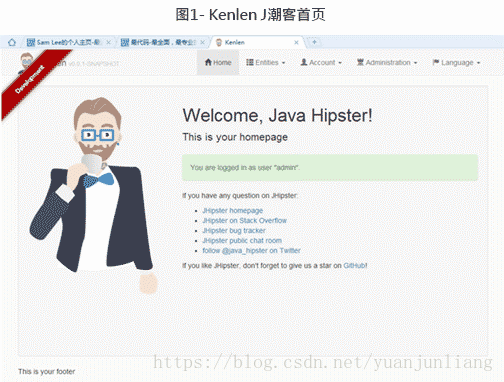 图1- Kenlen J潮客首页
Sam Lee的个人主页-最
最代码-最全面，最专业的
Kenlen
Development
len v0.0.1-SNAPSHOT
Home
Entities
Account
Administration
Language
Welcome, Java Hipster!
This is your homepage
You are logged in as user "admin".
If you have any question on JHipster:
JHipster homepage
JHipster on Stack Overflow
JHipster bug tracker
JHipster public chat room
follow @java_hipster on Twitter
If you like JHipster, don't forget to give us a star on GitHub!
This is your footer
https://blog.csdn.net/yuanjunliang